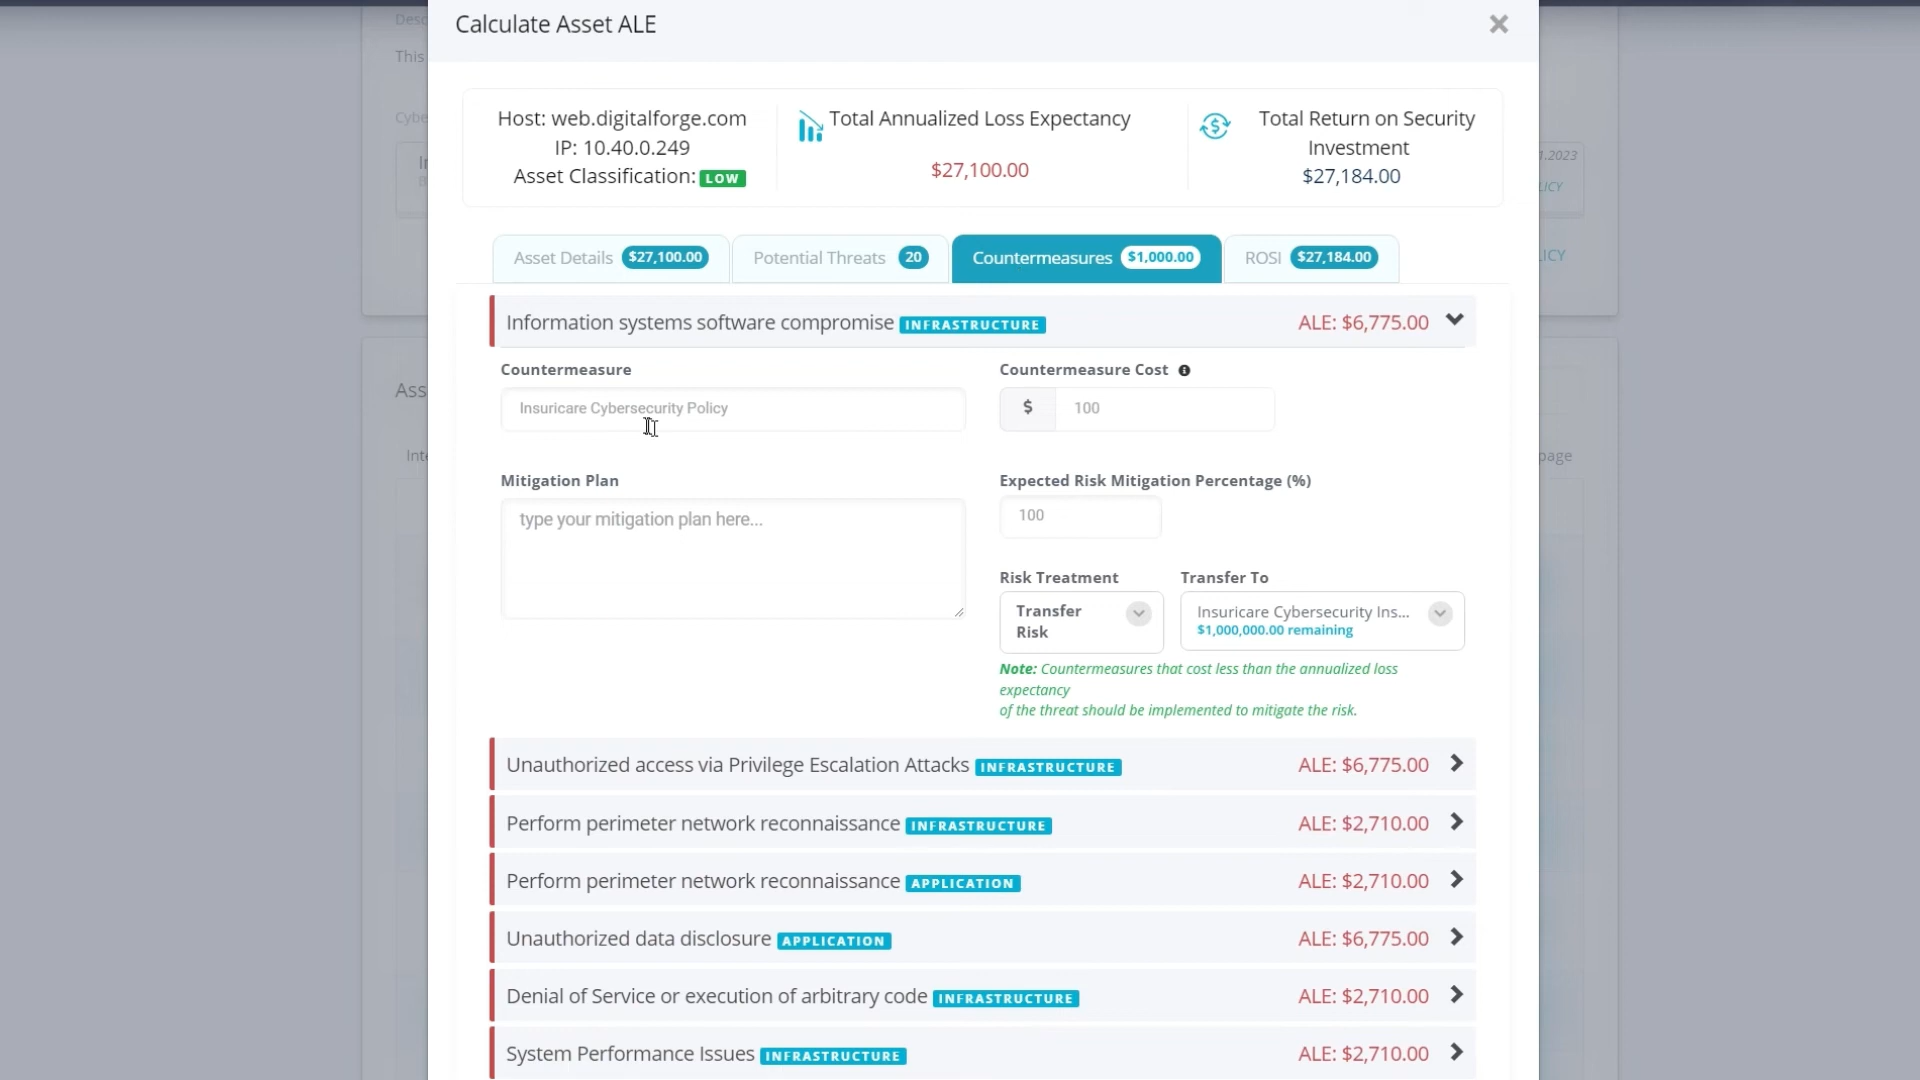 Calculate Asset ALE
Desc
This
Cybe
Host: web.digitalforge.com
IP: 10.40.0.249
Asset Classification: LOW
Total Annualized Loss Expectancy
$27,100.00
Total Return on Security
Investment
$27,184.00
.2023
LICY
LICY
Asset Details $27,100.00
Potential Threats 20
Countermeasures $1,000.00
ROSI $27,184.00
Information systems software compromise INFRASTRUCTURE ALE: $6,775.00
Countermeasure
Insuricare Cybersecurity Policy
Countermeasure Cost
$ 100
Ass
Inte
page
Mitigation Plan
type your mitigation plan here...
Expected Risk Mitigation Percentage (%)
100
Risk Treatment
Transfer
Risk
Transfer To
Insuricare Cybersecurity Ins...
$1,000,000.00 remaining
Note: Countermeasures that cost less than the annualized loss
expectancy
of the threat should be implemented to mitigate the risk.
Unauthorized access via Privilege Escalation Attacks INFRASTRUCTURE ALE: $6,775.00
Perform perimeter network reconnaissance INFRASTRUCTURE ALE: $2,710.00
Perform perimeter network reconnaissance APPLICATION ALE: $2,710.00
Unauthorized data disclosure APPLICATION ALE: $6,775.00
Denial of Service or execution of arbitrary code INFRASTRUCTURE ALE: $2,710.00
System Performance Issues INFRASTRUCTURE ALE: $2,710.00